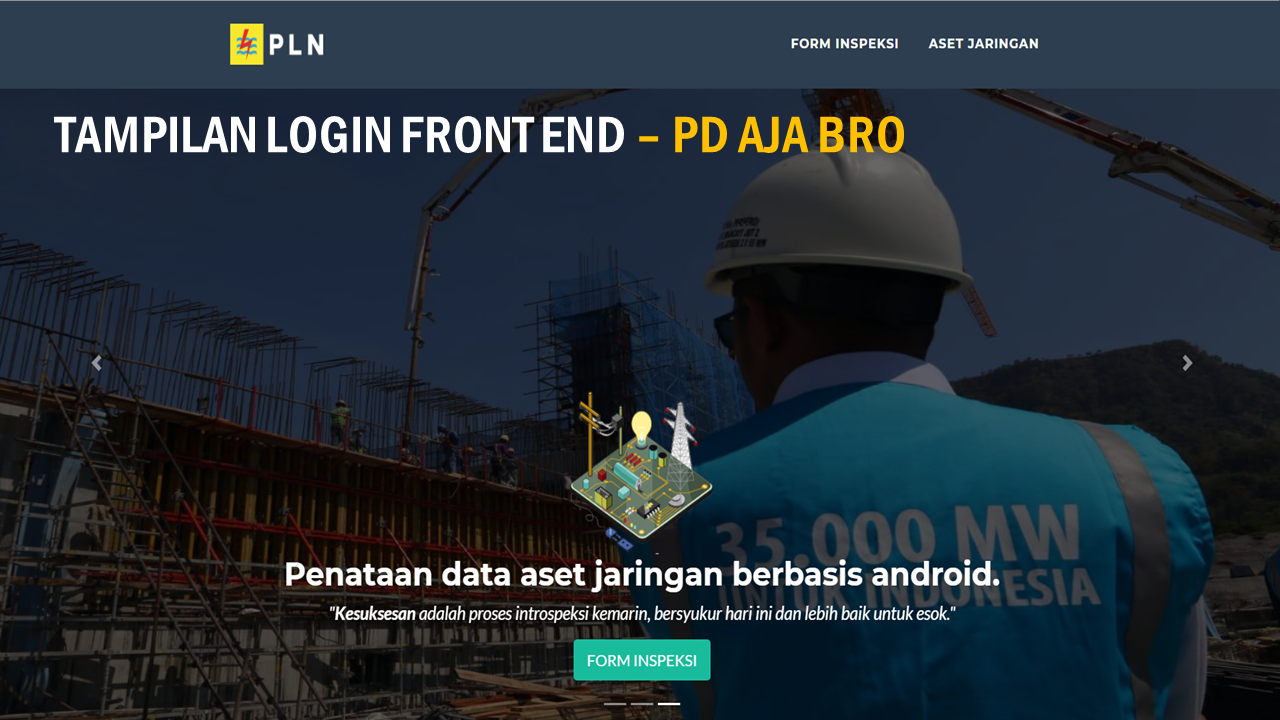 PLN
FORM INSPEKSI
ASET JARINGAN
TAMPILAN LOGIN FRONT END – PD AJA BRO
35.000 MW
UNTUK INDONESIA
Penataan data aset jaringan berbasis android.
"Kesuksesan adalah proses introspeksi kemarin, bersyukur hari ini dan lebih baik untuk esok."
FORM INSPEKSI